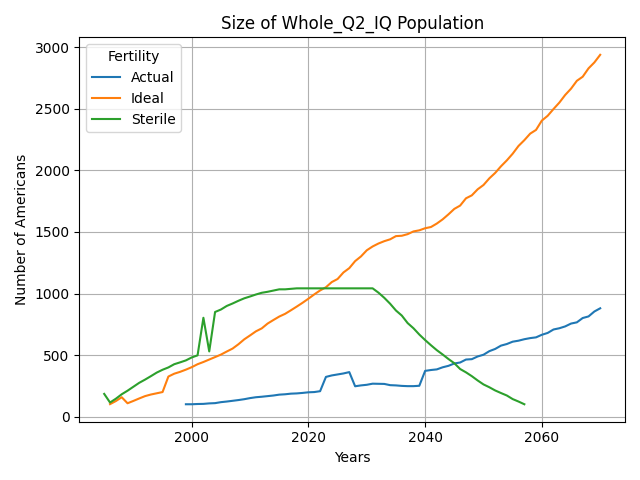 Size of Whole_Q2_IQ Population
Number of Americans
3000
2500
2000
1500
1000
500
0
Fertility
Actual
Ideal
Sterile
2000
2020
2040
2060
Years